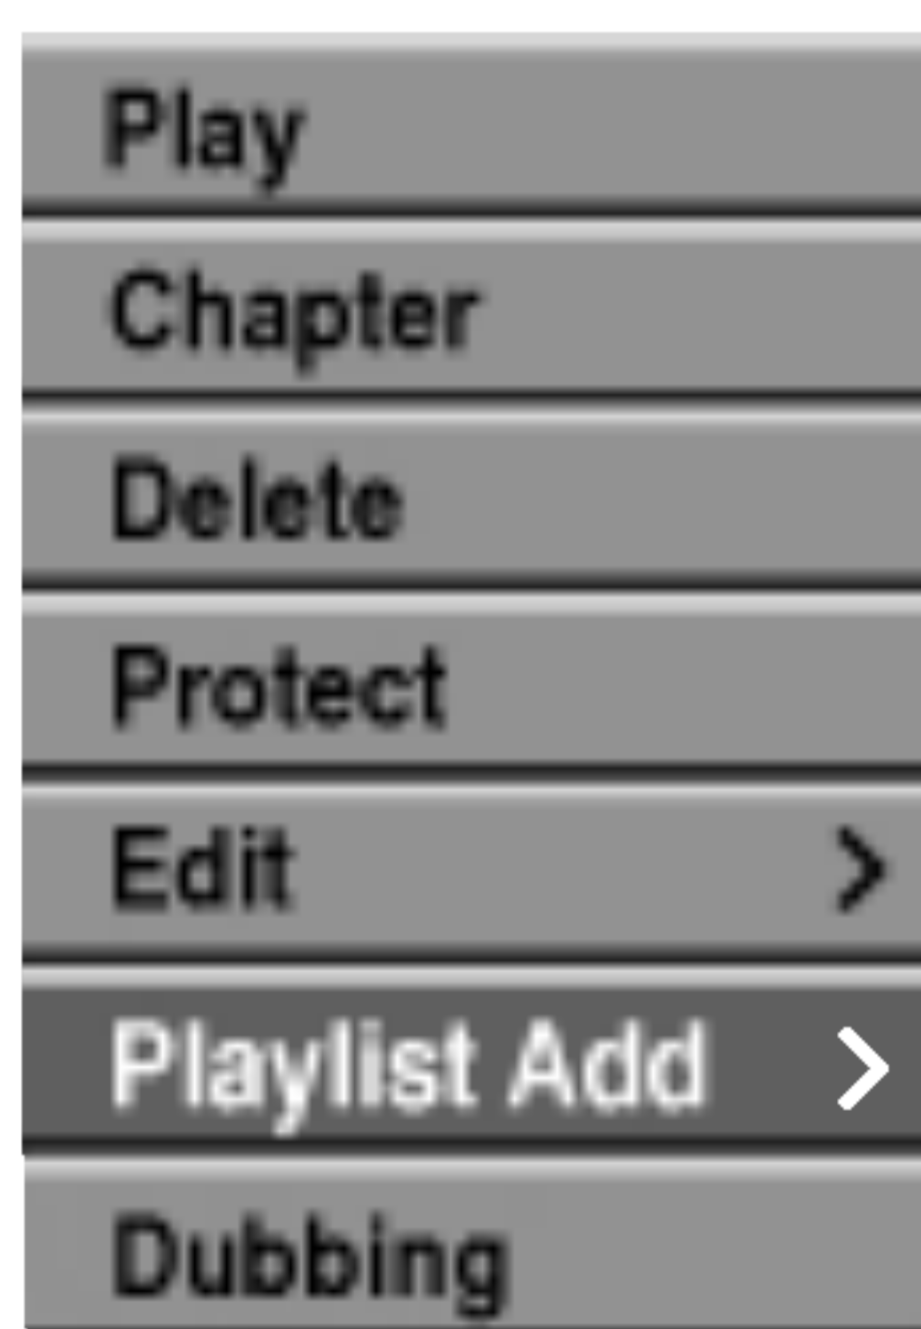 Play
Chapter
Delete
Protect
Edit >
Playlist Add >
Dubbing